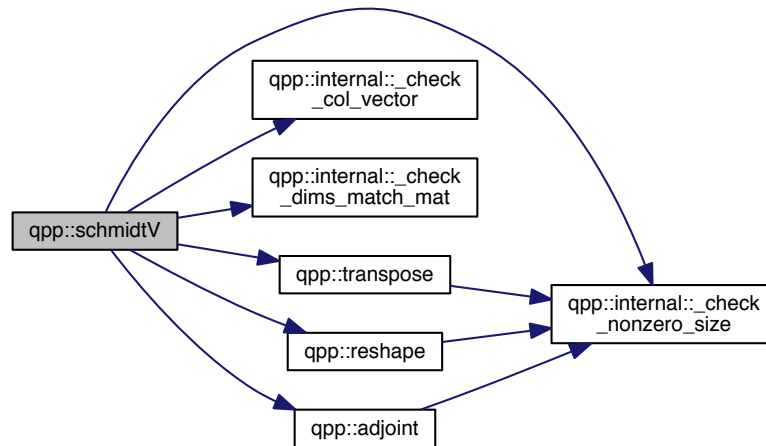 qpp::internal::_check
_col_vector
qpp::internal::_check
_dims_match_mat
qpp::schmidtV
qpp::transpose
qpp::internal::_check
_nonzero_size
qpp::reshape
qpp::adjoint